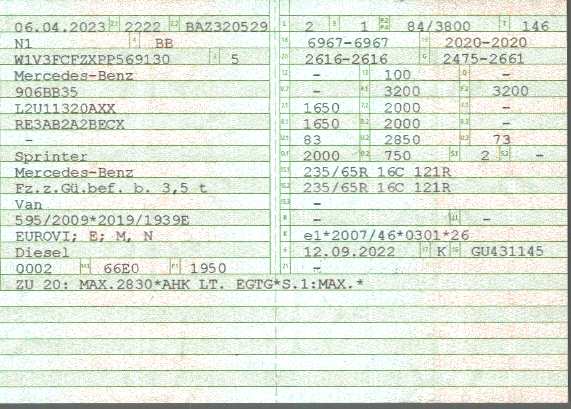 06.04.2023 2222 BAZ320529 2 1 84/3800 146
N1 BB 6967-6967 2020-2020
W1V3FCFZXPP569130 5 2616-2616 2475-2661
Mercedes-Benz - 100 -
906BB35 - 3200 3200
L2U11320AXX 1650 2000 -
RE3AB2A2BECX 1650 2000 -
- 83 2850 73
Sprinter 2000 750 2 -
Mercedes-Benz 235/65R 16C 121R
Fz.z.Gü.bef. b. 3,5 t 235/65R 16C 121R
Van -
595/2009*2019/1939E - -
EUROVI; E; M, N e1*2007/46*0301*26
Diesel 12.09.2022 K GU431145
0002 66E0 1950 -
ZU 20: MAX.2830*AHK LT. EGTG*S.1:MAX.*